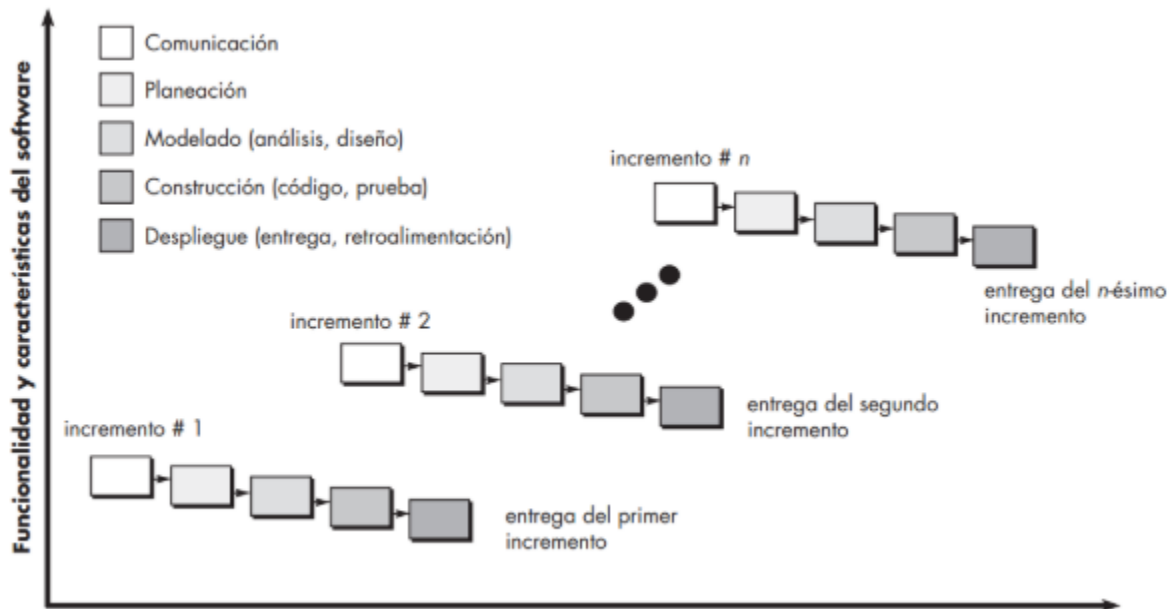 Funcionalidad y características del software
Comunicación
Planeación
Modelado (análisis, diseño)
Construcción (código, prueba)
Despliegue (entrega, retroalimentación)
incremento # n
entrega del n-ésimo
incremento
incremento # 2
entrega del segundo
incremento
incremento # 1
entrega del primer
incremento